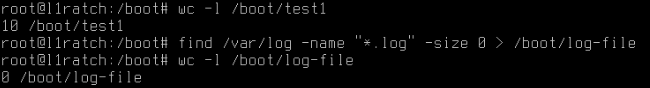 root@l1ratch:/boot# wc -l /boot/test1
10 /boot/test1
root@l1ratch:/boot# find /var/log -name "*.log" -size 0 > /boot/log-file
root@l1ratch:/boot# wc -l /boot/log-file
0 /boot/log-file